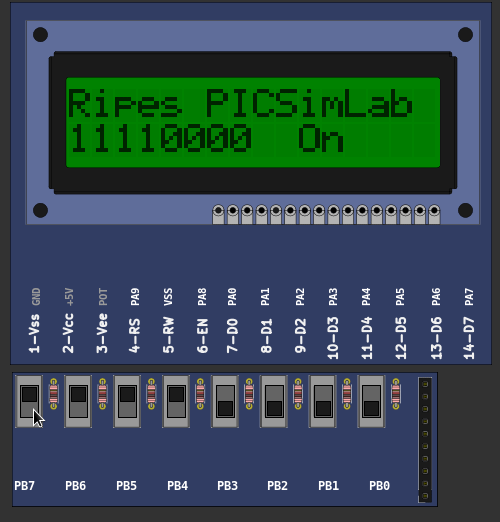 Ripes PICSimLab
11110000  On
GND +5V POT PA9 VSS PA8 PA0 PA1 PA2 PA3 PA4 PA5 PA6 PA7
1-Vss 2-Vcc 3-Vee 4-RS 5-RW 6-EN 7-D0 8-D1 9-D2 10-D3 11-D4 12-D5 13-D6 14-D7
PB7 PB6 PB5 PB4 PB3 PB2 PB1 PB0